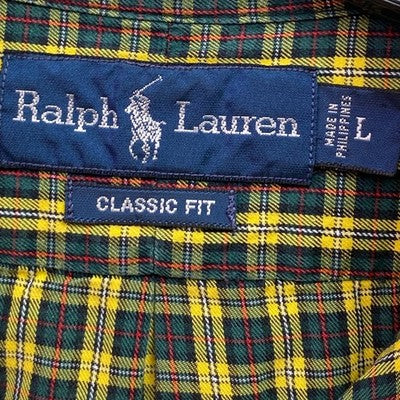 Ralph Lauren
MADE IN
PHILIPPINES
L
CLASSIC FIT